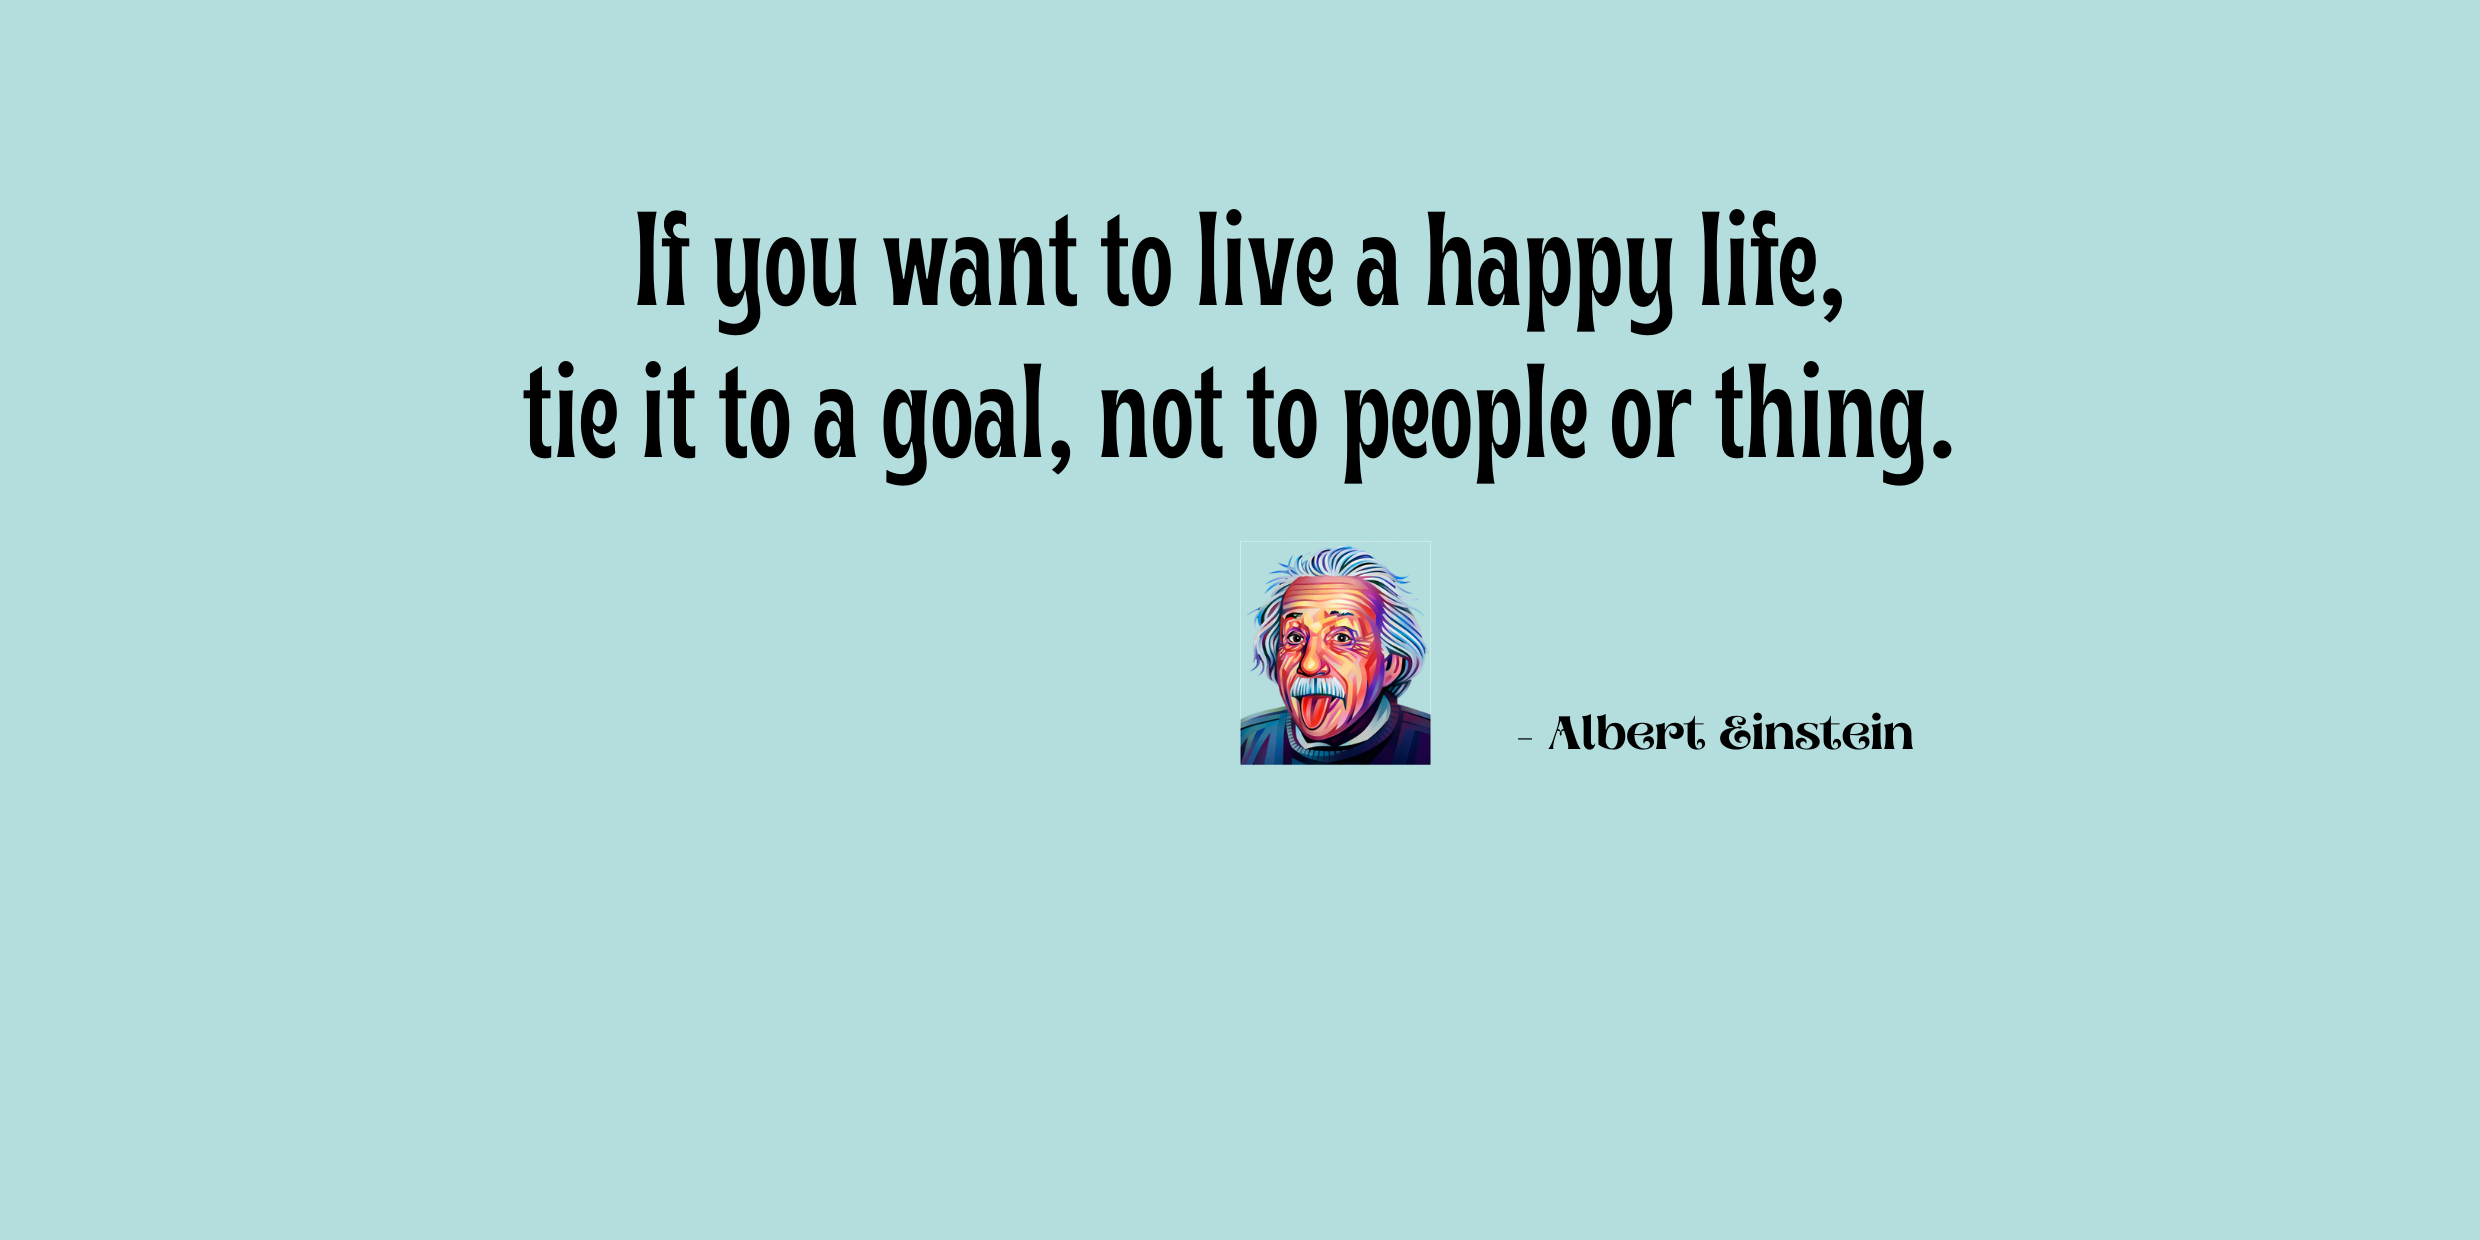 If you want to live a happy life,
tie it to a goal, not to people or thing.
- Albert Einstein